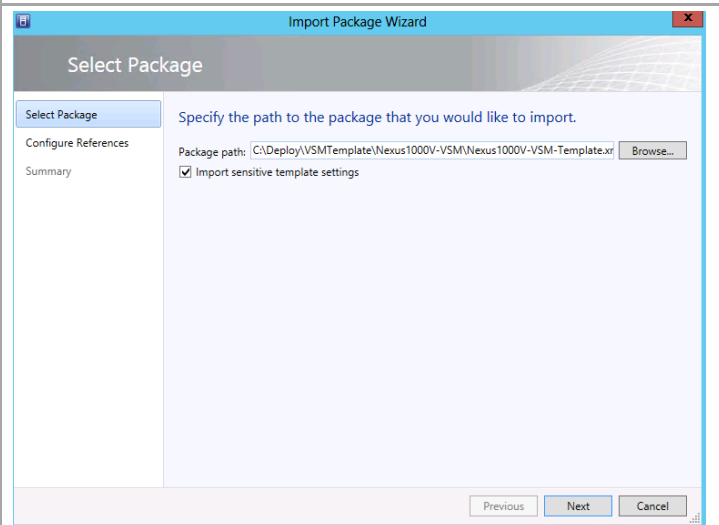 Import Package Wizard
x
Select Package
Select Package
Configure References
Summary
Specify the path to the package that you would like to import.
Package path: C:\Deploy\VSMTemplate\Nexus1000V-VSM\Nexus1000V-VSM-Template.xr Browse...
Import sensitive template settings
Previous Next Cancel